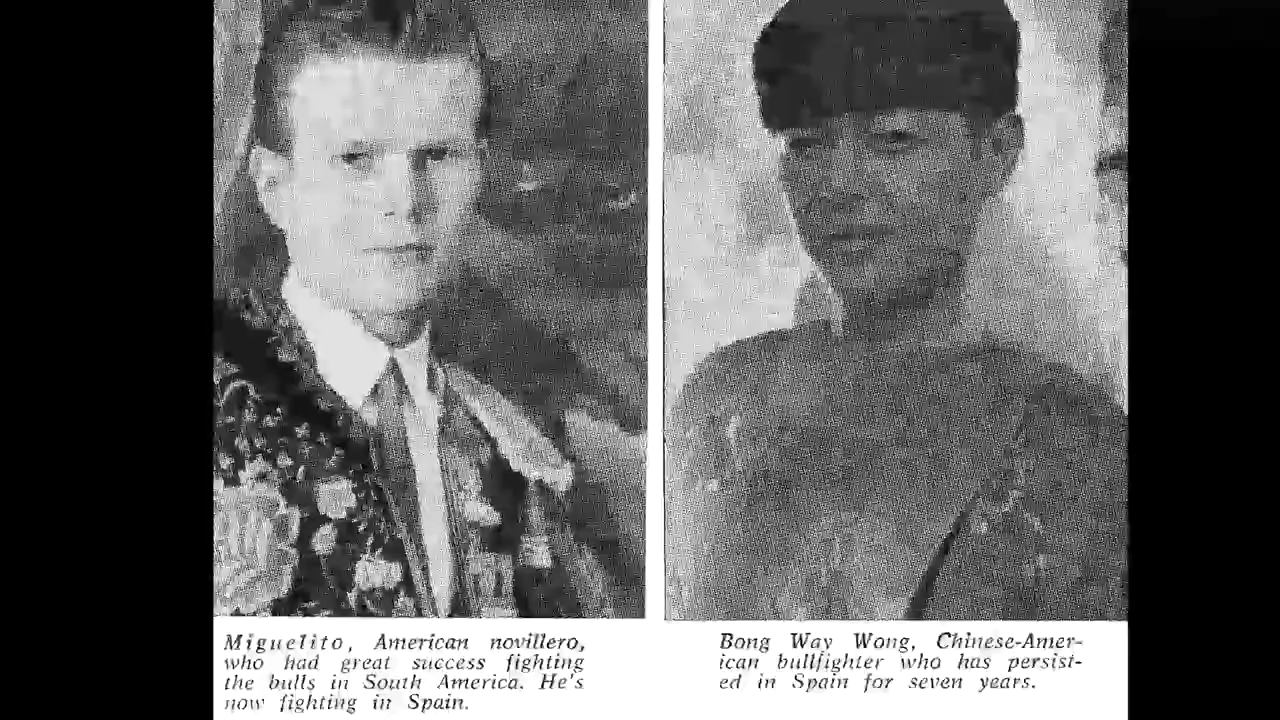 Miguelito, American novillero,
who had great success fighting
the bulls in South America. He's
now fighting in Spain.
Bong Way Wong, Chinese-Amer-
ican bullfighter who has persist-
ed in Spain for seven years.